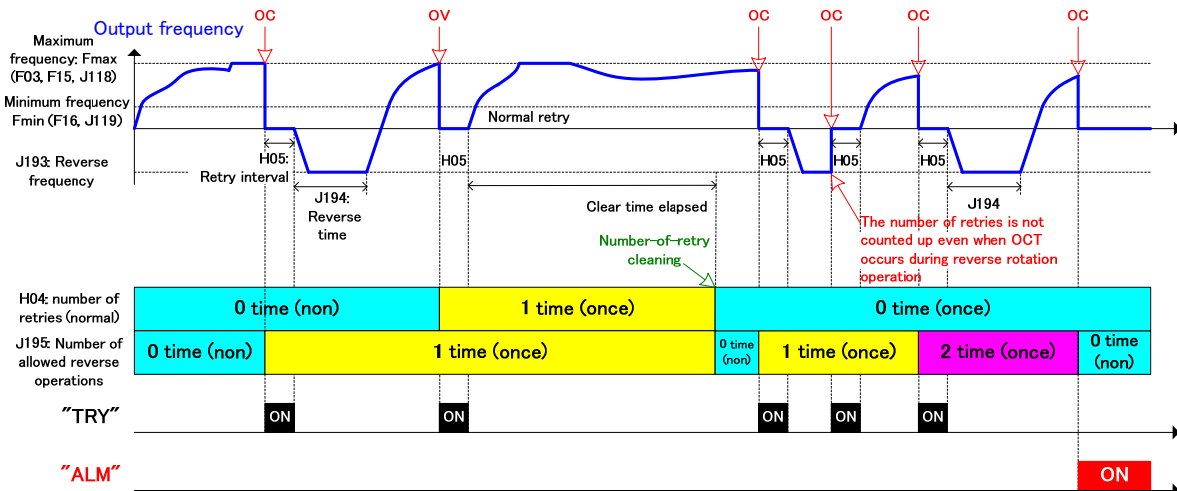 Output frequency
OC
OV
OC
OC
OC
OC
Maximum
frequency: Fmax
(F03, F15, J118)
Minimum frequency
Fmin (F16, J119)
J193: Reverse
frequency
Normal retry
H05:
Retry interval
H05
H05
H05
H05
J194:
Reverse
time
J194
Clear time elapsed
Number-of-retry
cleaning
The number of retries is not
counted up even when OCT
occurs during reverse rotation
operation
H04: number of
retries (normal)
0 time (non)
1 time (once)
0 time (once)
J195: Number of
allowed reverse
operations
0 time (non)
1 time (once)
0 time
(non)
1 time (once)
2 time (once)
0 time
(non)
"TRY"
ON
ON
ON
ON
ON
"ALM"
ON